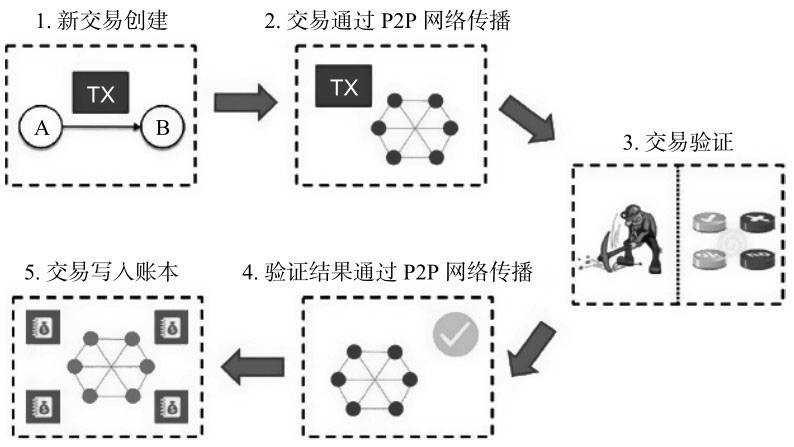 1. 新交易创建
TX
A
B
2. 交易通过 P2P 网络传播
TX
3. 交易验证
4. 验证结果通过 P2P 网络传播
5. 交易写入账本